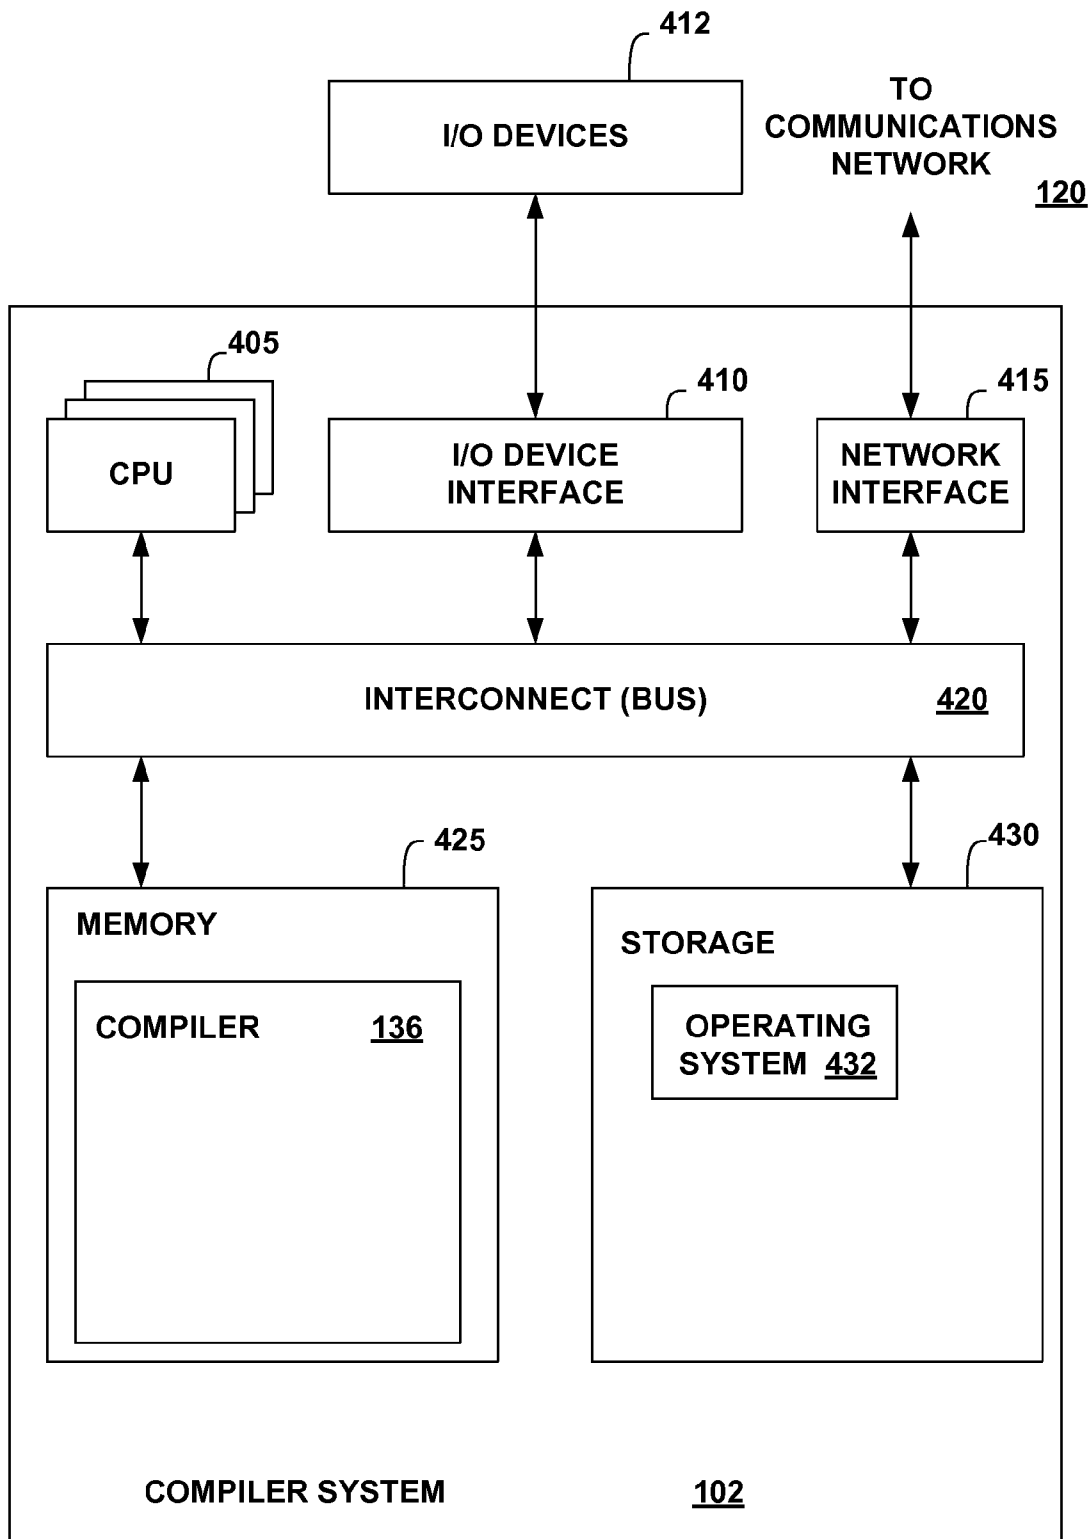 412
I/O DEVICES
TO
COMMUNICATIONS
NETWORK
120
405
CPU
410
I/O DEVICE
INTERFACE
415
NETWORK
INTERFACE
INTERCONNECT (BUS) 420
425
MEMORY
COMPILER 136
430
STORAGE
OPERATING
SYSTEM 432
COMPILER SYSTEM 102